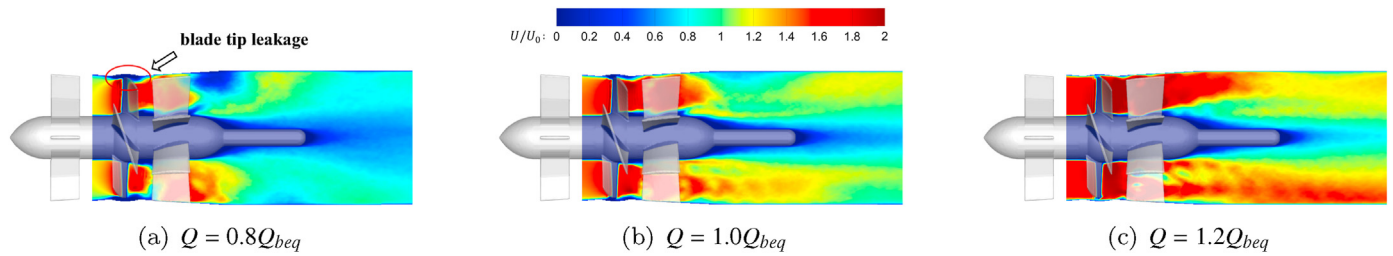 blade tip leakage
U/U₀: 0 0.2 0.4 0.6 0.8 1 1.2 1.4 1.6 1.8 2
(a) Q = 0.8Q_beq
(b) Q = 1.0Q_beq
(c) Q = 1.2Q_beq